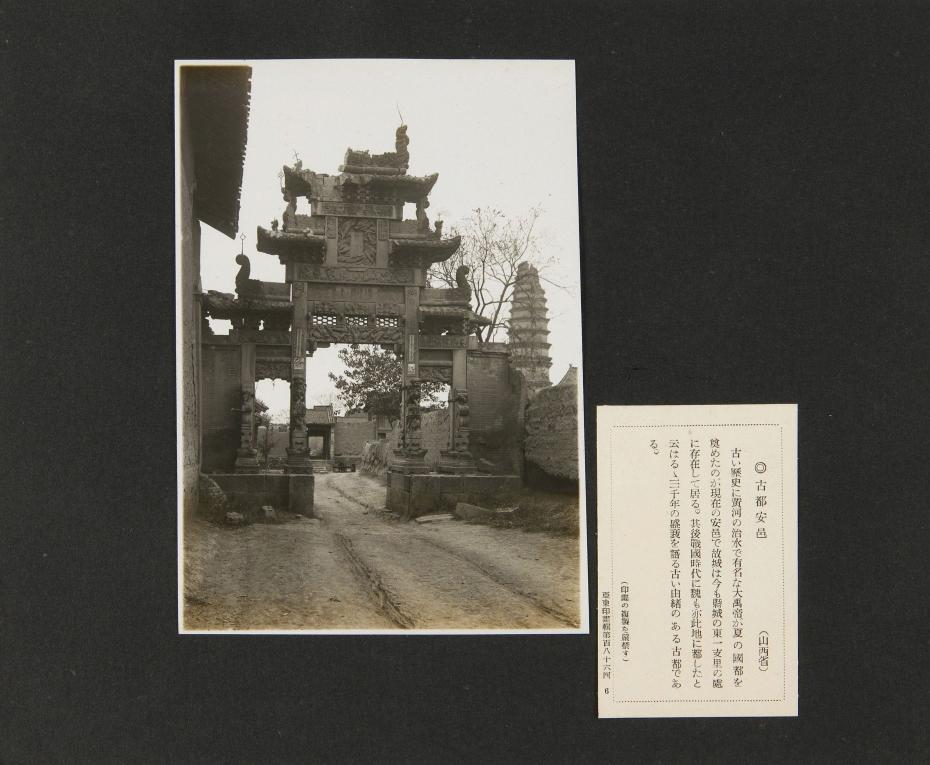 ◎古都安邑
（山西省）
古い歷史に黃河の治水で有名な大禹帝が夏の國都を
奠めたのが現在の安邑で故城は今も縣城の東一支里の處
に存在して居る。其後戰國時代に魏も亦此地に都したと
云はるゝ三千年の盛衰を語る古い由緖のある古都であ
る。
（印畫の複製を嚴禁す）
亞東印畫輯第百八十六回 6